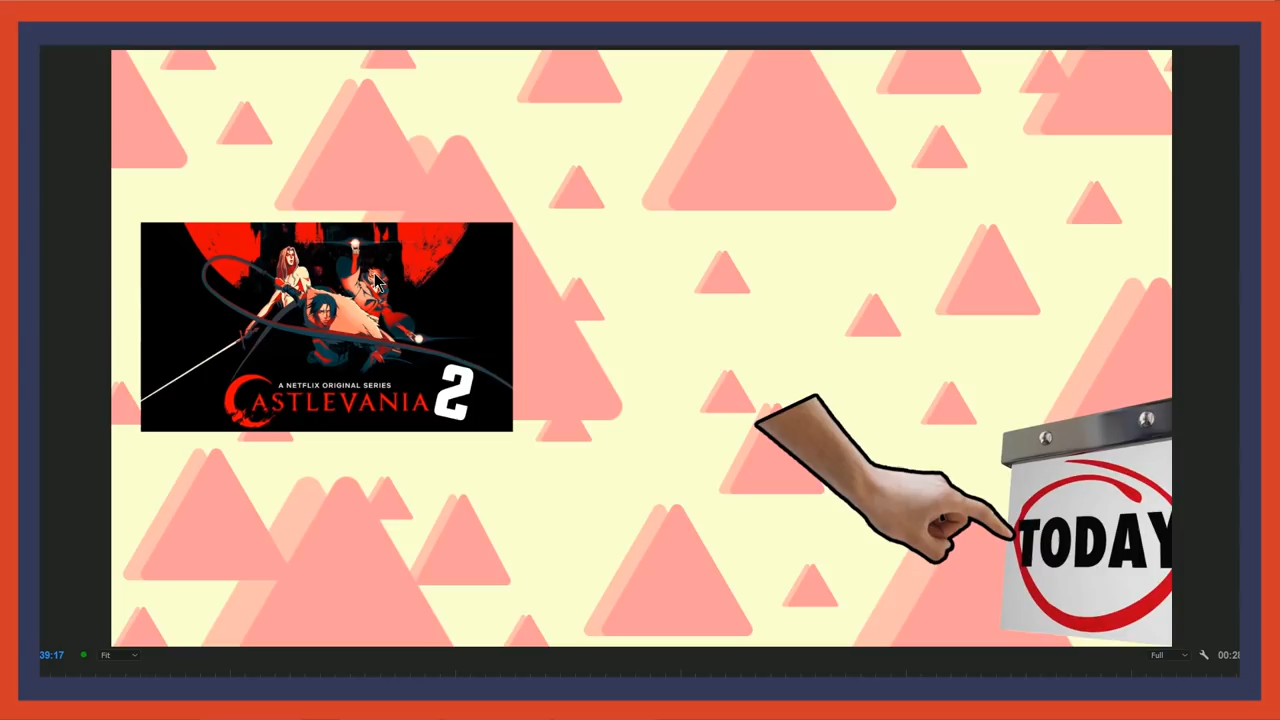 A NETFLIX ORIGINAL SERIES
CASTLEVANIA 2
TODAY
39:17
Fit
Full
00:28